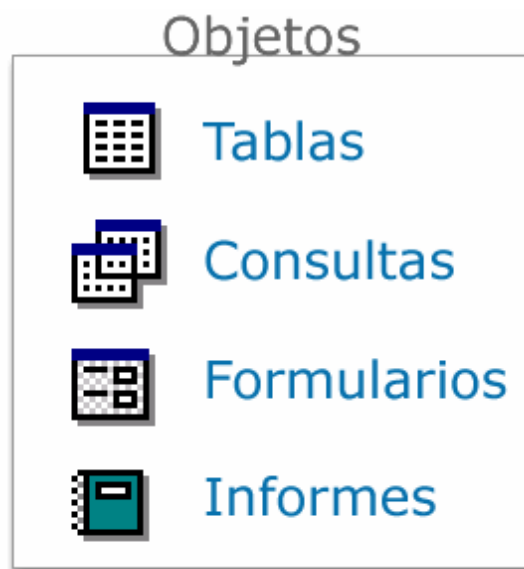 Objetos
Tablas
Consultas
Formularios
Informes